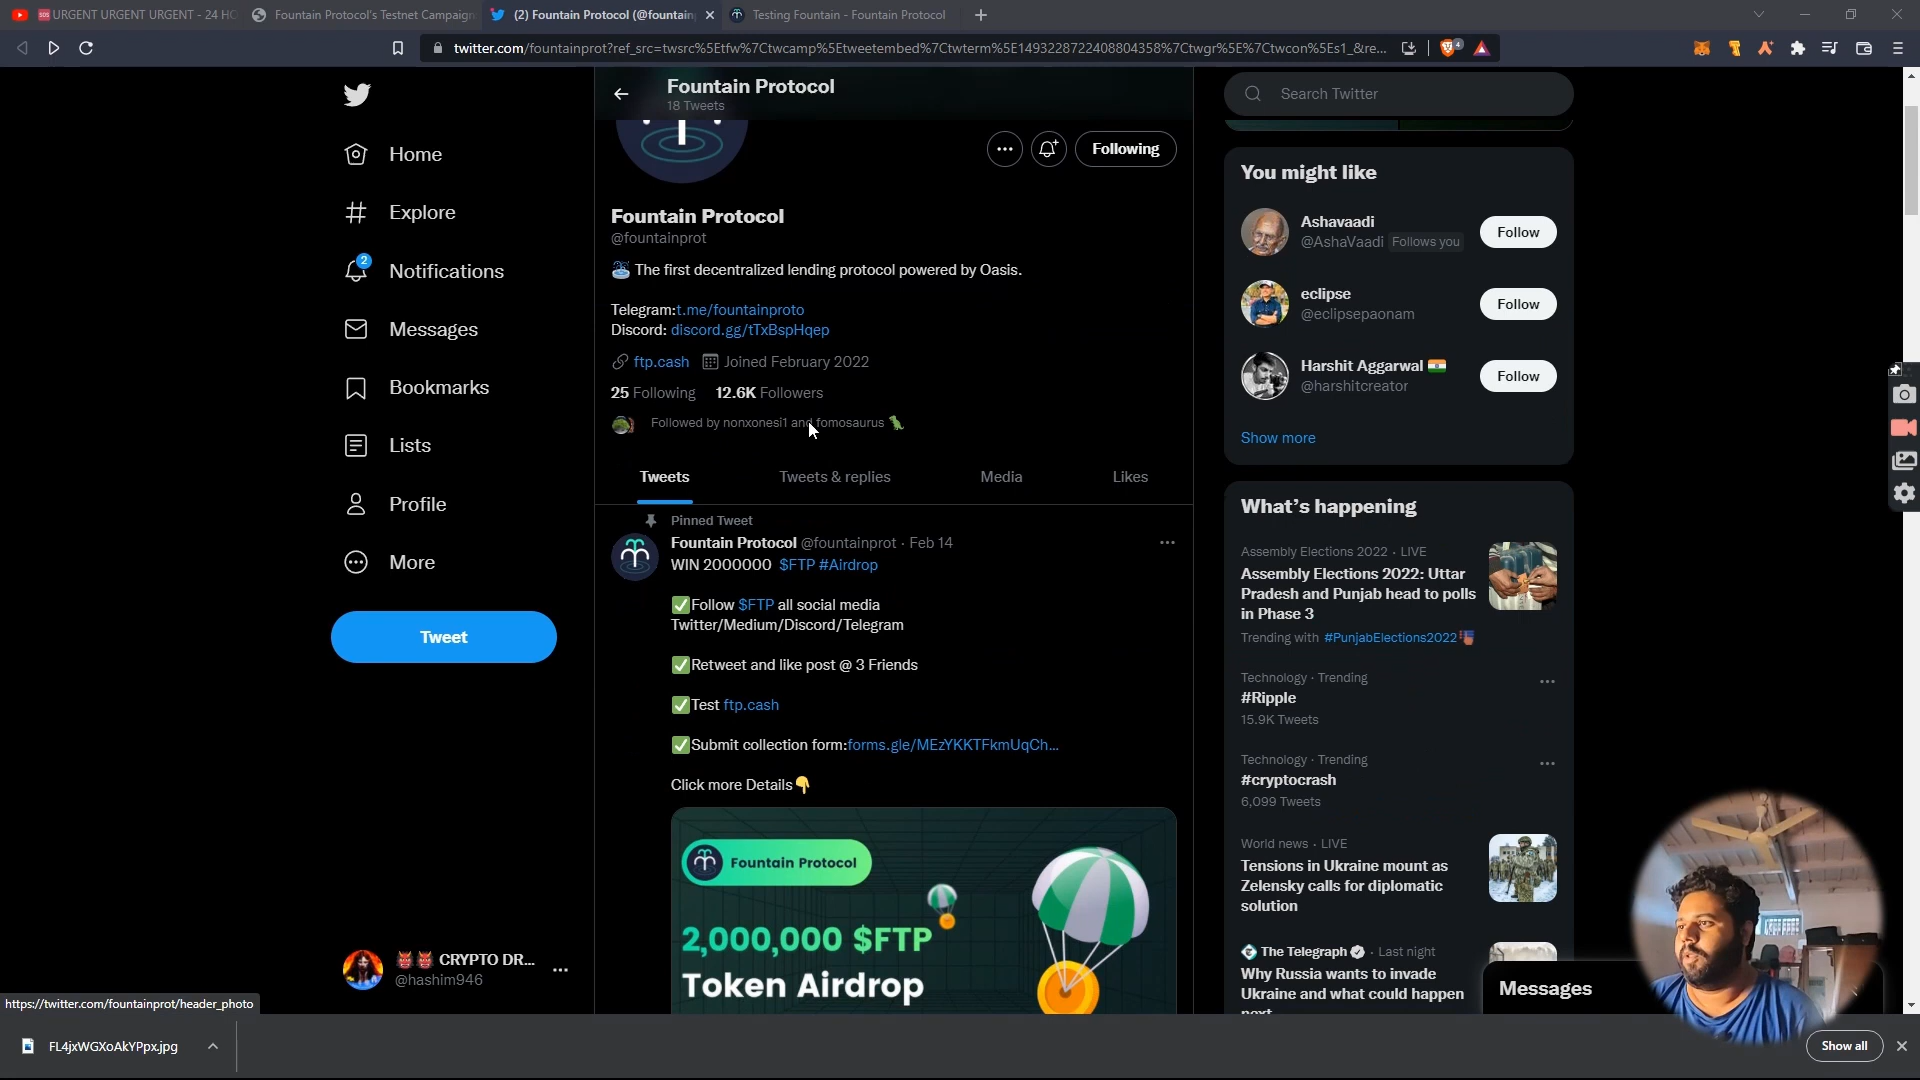 URGENT URGENT URGENT - 24 HO
Fountain Protocol's Testnet Campaign
(2) Fountain Protocol (@fountain
Testing Fountain - Fountain Protocol
twitter.com/fountainprot?ref_src=twsrc%5Etfw%7Ctwcamp%5Etweetembed%7Ctwterm%5E1493228722408804358%7Ctwgr%5E%7Ctwcon%5Es1_&re...
4
Fountain Protocol
18 Tweets
Search Twitter
Home
Explore
2
Notifications
Messages
Bookmarks
Lists
Profile
More
Tweet
CRYPTO DR...
@hashim946
Following
Fountain Protocol
@fountainprot
The first decentralized lending protocol powered by Oasis.
Telegram:t.me/fountainproto
Discord: discord.gg/tTxBspHqep
ftp.cash Joined February 2022
25 Following 12.6K Followers
Followed by nonxonesi1 and fomosaurus
Tweets
Tweets & replies
Media
Likes
Pinned Tweet
Fountain Protocol @fountainprot · Feb 14
WIN 2000000 $FTP #Airdrop
✅Follow $FTP all social media
Twitter/Medium/Discord/Telegram
✅Retweet and like post @ 3 Friends
✅Test ftp.cash
✅Submit collection form:forms.gle/MEzYKKTFkmUqCh...
Click more Details👇
Fountain Protocol
2,000,000 $FTP
Token Airdrop
You might like
Ashavaadi
@AshaVaadi Follows you
Follow
eclipse
@eclipsepaonam
Follow
Harshit Aggarwal 🇮🇳
@harshitcreator
Follow
Show more
What's happening
Assembly Elections 2022 · LIVE
Assembly Elections 2022: Uttar
Pradesh and Punjab head to polls
in Phase 3
Trending with #PunjabElections2022
Technology · Trending
#Ripple
15.9K Tweets
Technology · Trending
#cryptocrash
6,099 Tweets
World news · LIVE
Tensions in Ukraine mount as
Zelensky calls for diplomatic
solution
The Telegraph · Last night
Why Russia wants to invade
Ukraine and what could happen
next
Messages
https://twitter.com/fountainprot/header_photo
FL4jxWGXoAkYPpx.jpg
Show all